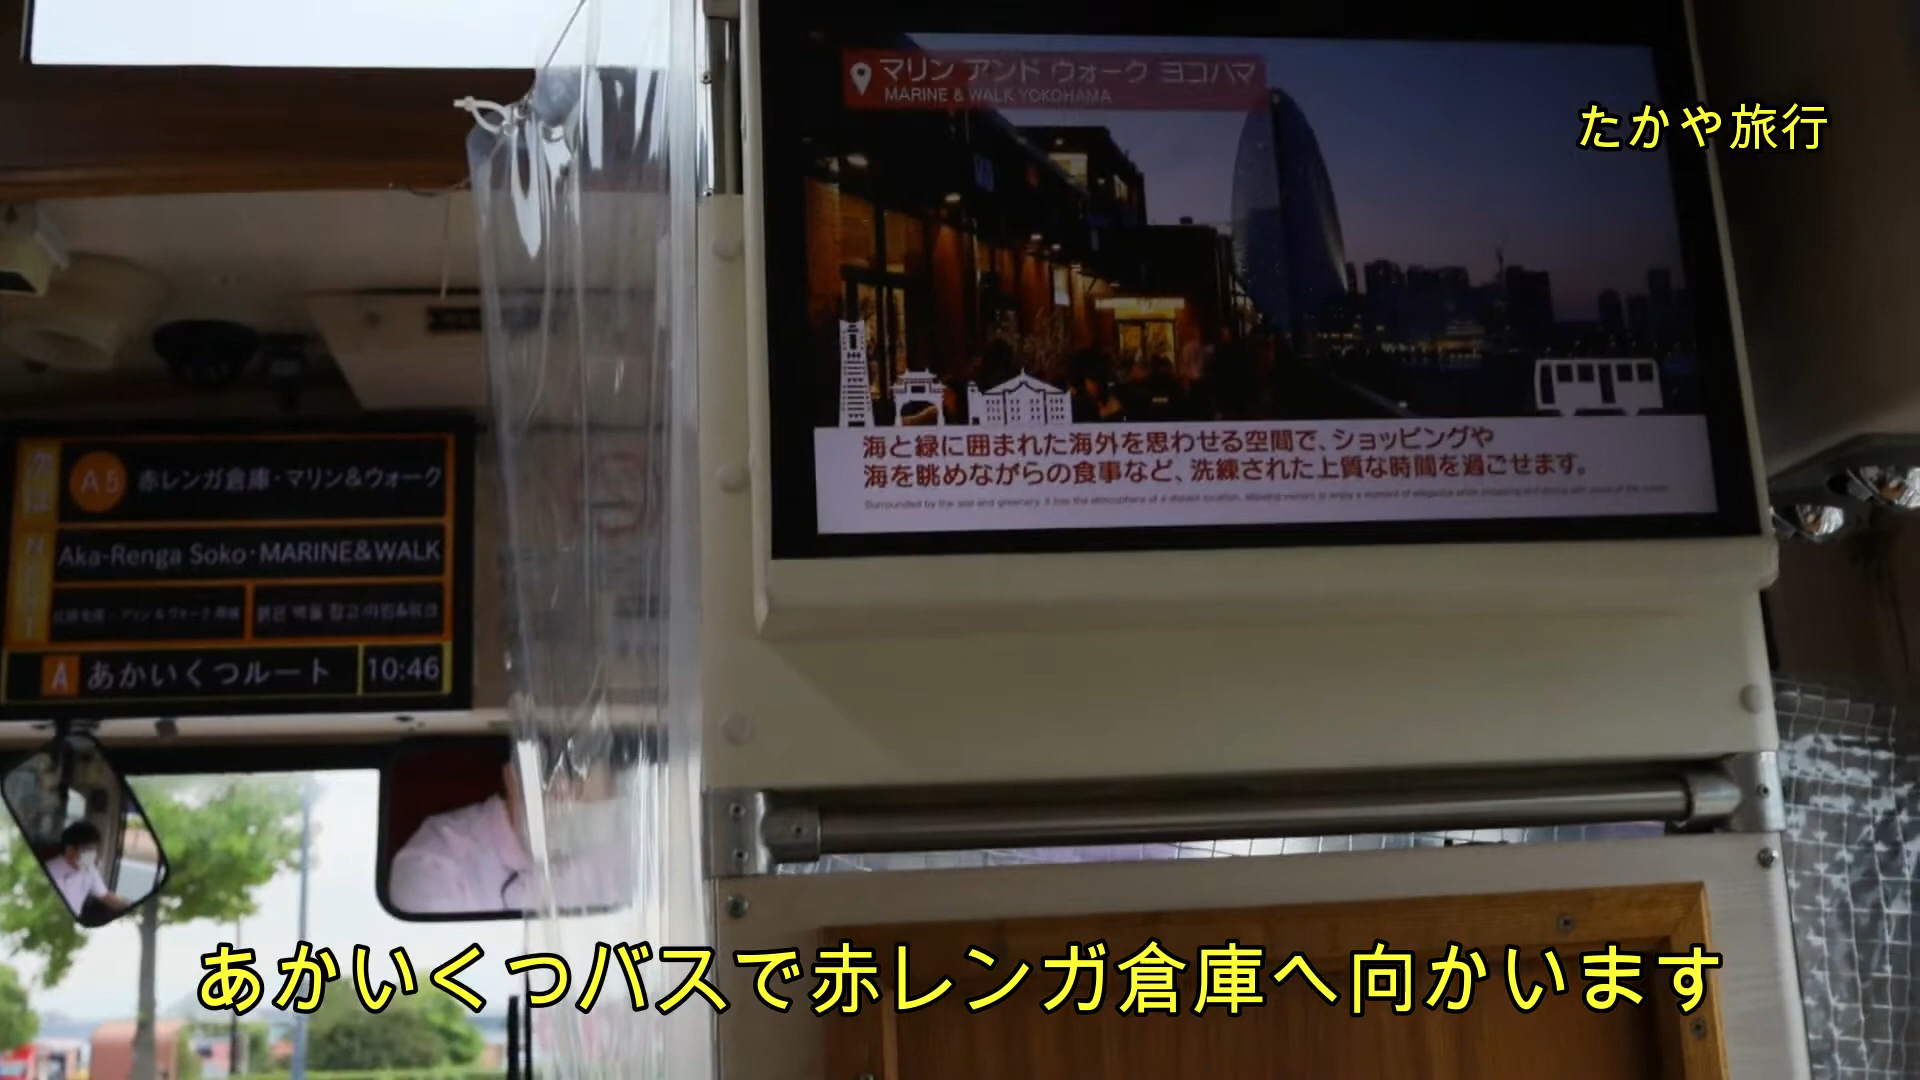 マリン アンド ウォーク ヨコハマ
MARINE & WALK YOKOHAMA
たかや旅行
海と緑に囲まれた海外を思わせる空間で、ショッピングや
海を眺めながらの食事など、洗練された上質な時間を過ごせます。
次は
NEXT
A5 赤レンガ倉庫・マリン&ウォーク
Aka-Renga Soko・MARINE&WALK
A あかいくつルート 10:46
あかいくつバスで赤レンガ倉庫へ向かいます